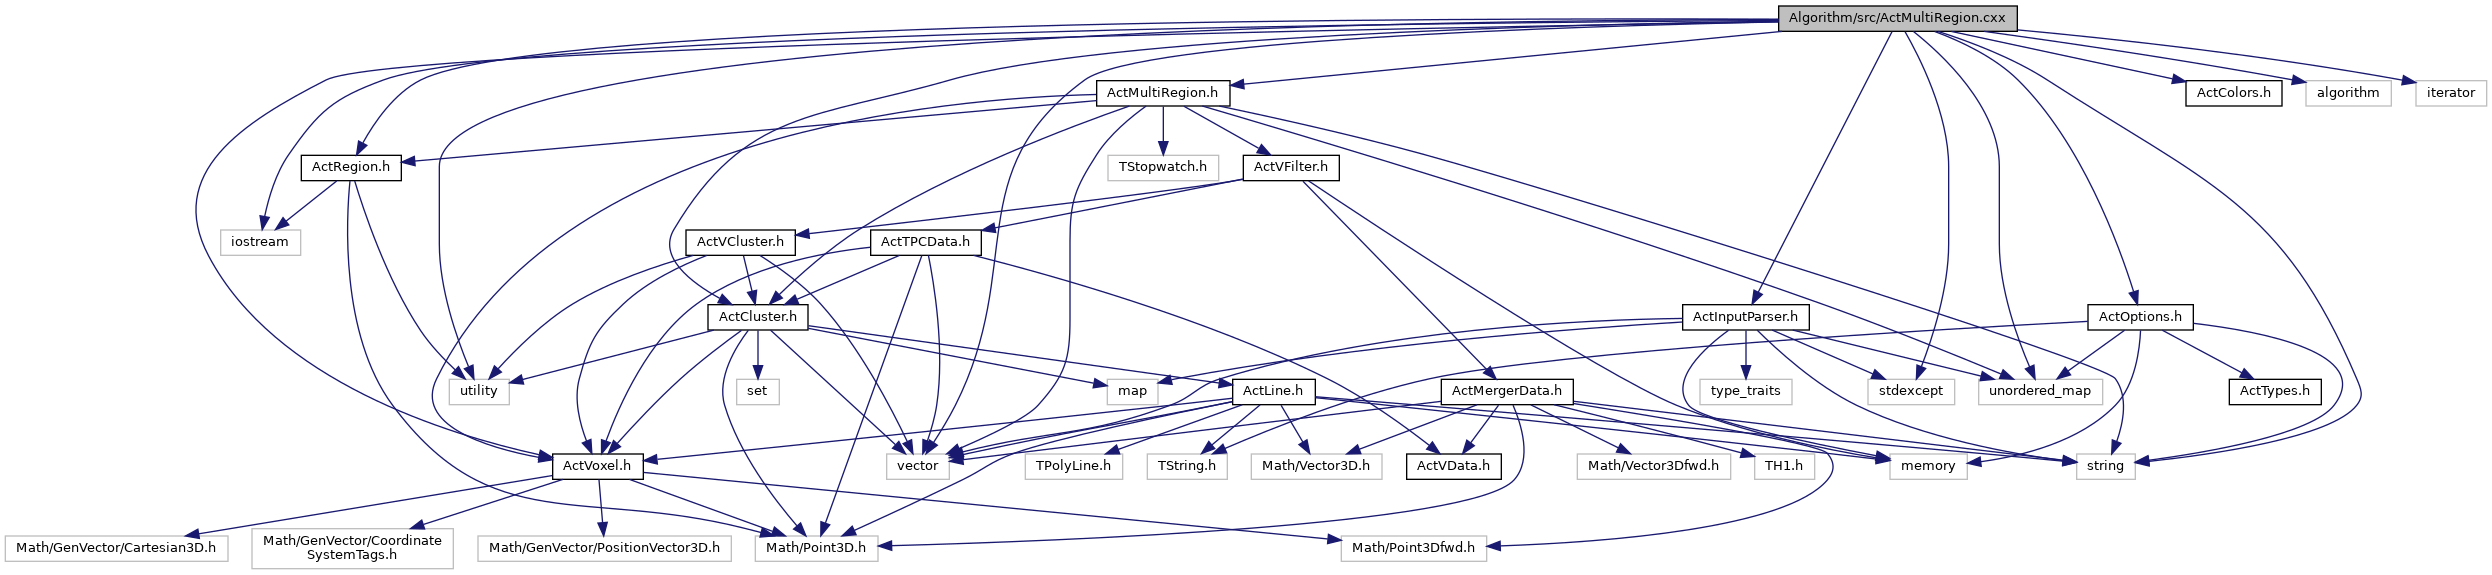 Algorithm/src/ActMultiRegion.cxx
ActMultiRegion.h
ActColors.h
algorithm
iterator
ActRegion.h
TStopwatch.h
ActVFilter.h
iostream
ActVCluster.h
ActTPCData.h
ActCluster.h
ActInputParser.h
ActOptions.h
utility
set
map
ActLine.h
ActMergerData.h
type_traits
stdexcept
unordered_map
ActTypes.h
ActVoxel.h
vector
TPolyLine.h
TString.h
Math/Vector3D.h
ActVData.h
Math/Vector3Dfwd.h
TH1.h
memory
string
Math/GenVector/Cartesian3D.h
Math/GenVector/Coordinate
SystemTags.h
Math/GenVector/PositionVector3D.h
Math/Point3D.h
Math/Point3Dfwd.h